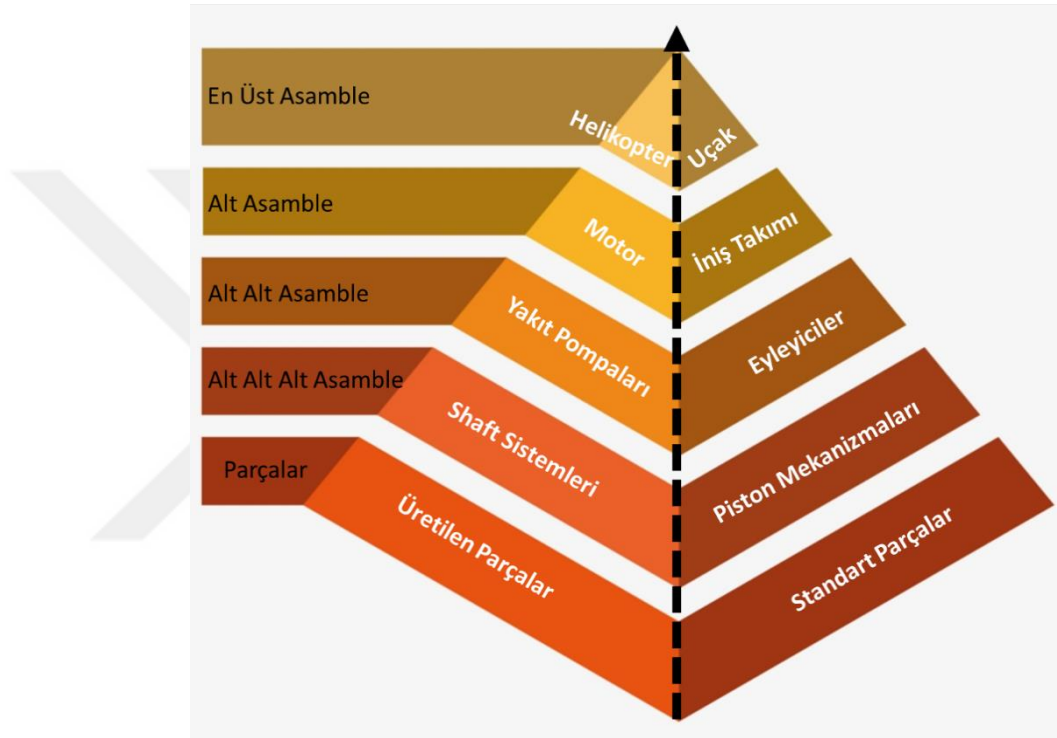 En Üst Asamble
Helikopter
Uçak
Alt Asamble
Motor
İniş Takımı
Alt Alt Asamble
Yakıt Pompaları
Eyleyiciler
Alt Alt Alt Asamble
Shaft Sistemleri
Piston Mekanizmaları
Parçalar
Üretilen Parçalar
Standart Parçalar